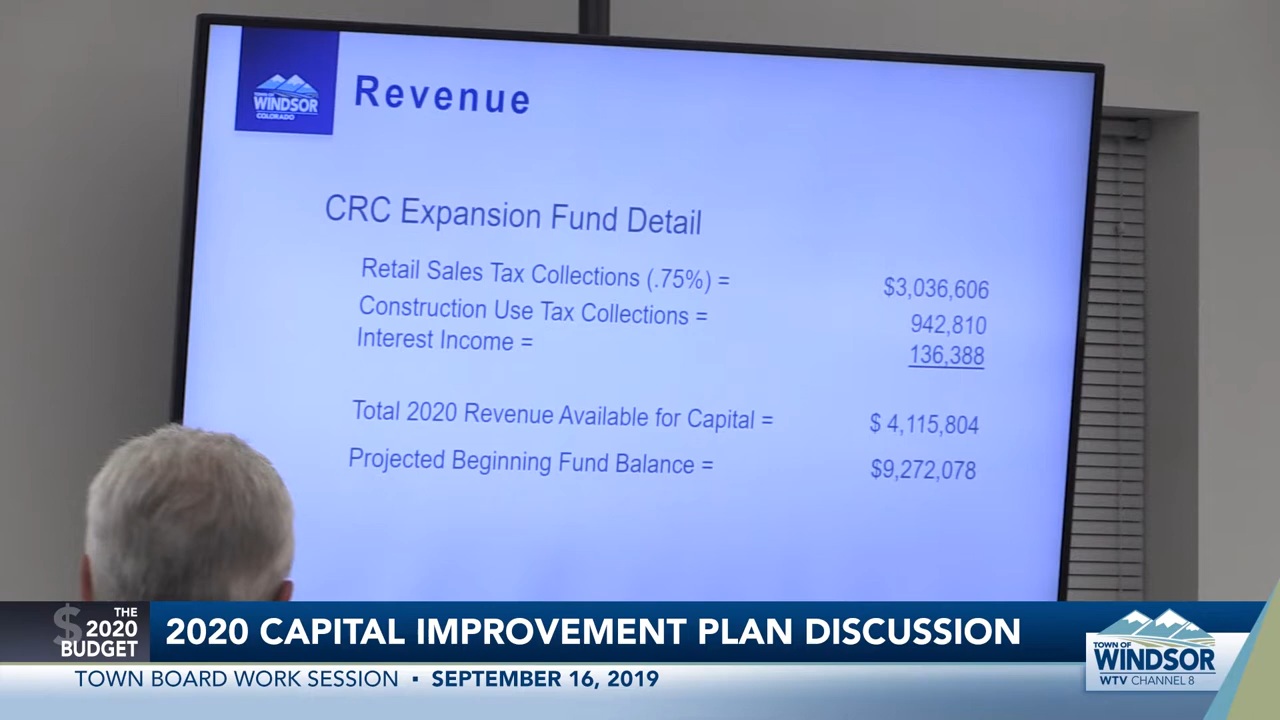 TOWN OF
WINDSOR
COLORADO
Revenue
CRC Expansion Fund Detail
Retail Sales Tax Collections (.75%) = $3,036,606
Construction Use Tax Collections = 942,810
Interest Income = 136,388
Total 2020 Revenue Available for Capital = $ 4,115,804
Projected Beginning Fund Balance = $9,272,078
$ THE
2020
BUDGET
2020 CAPITAL IMPROVEMENT PLAN DISCUSSION
TOWN BOARD WORK SESSION ▪ SEPTEMBER 16, 2019
TOWN OF
WINDSOR
WTV CHANNEL 8